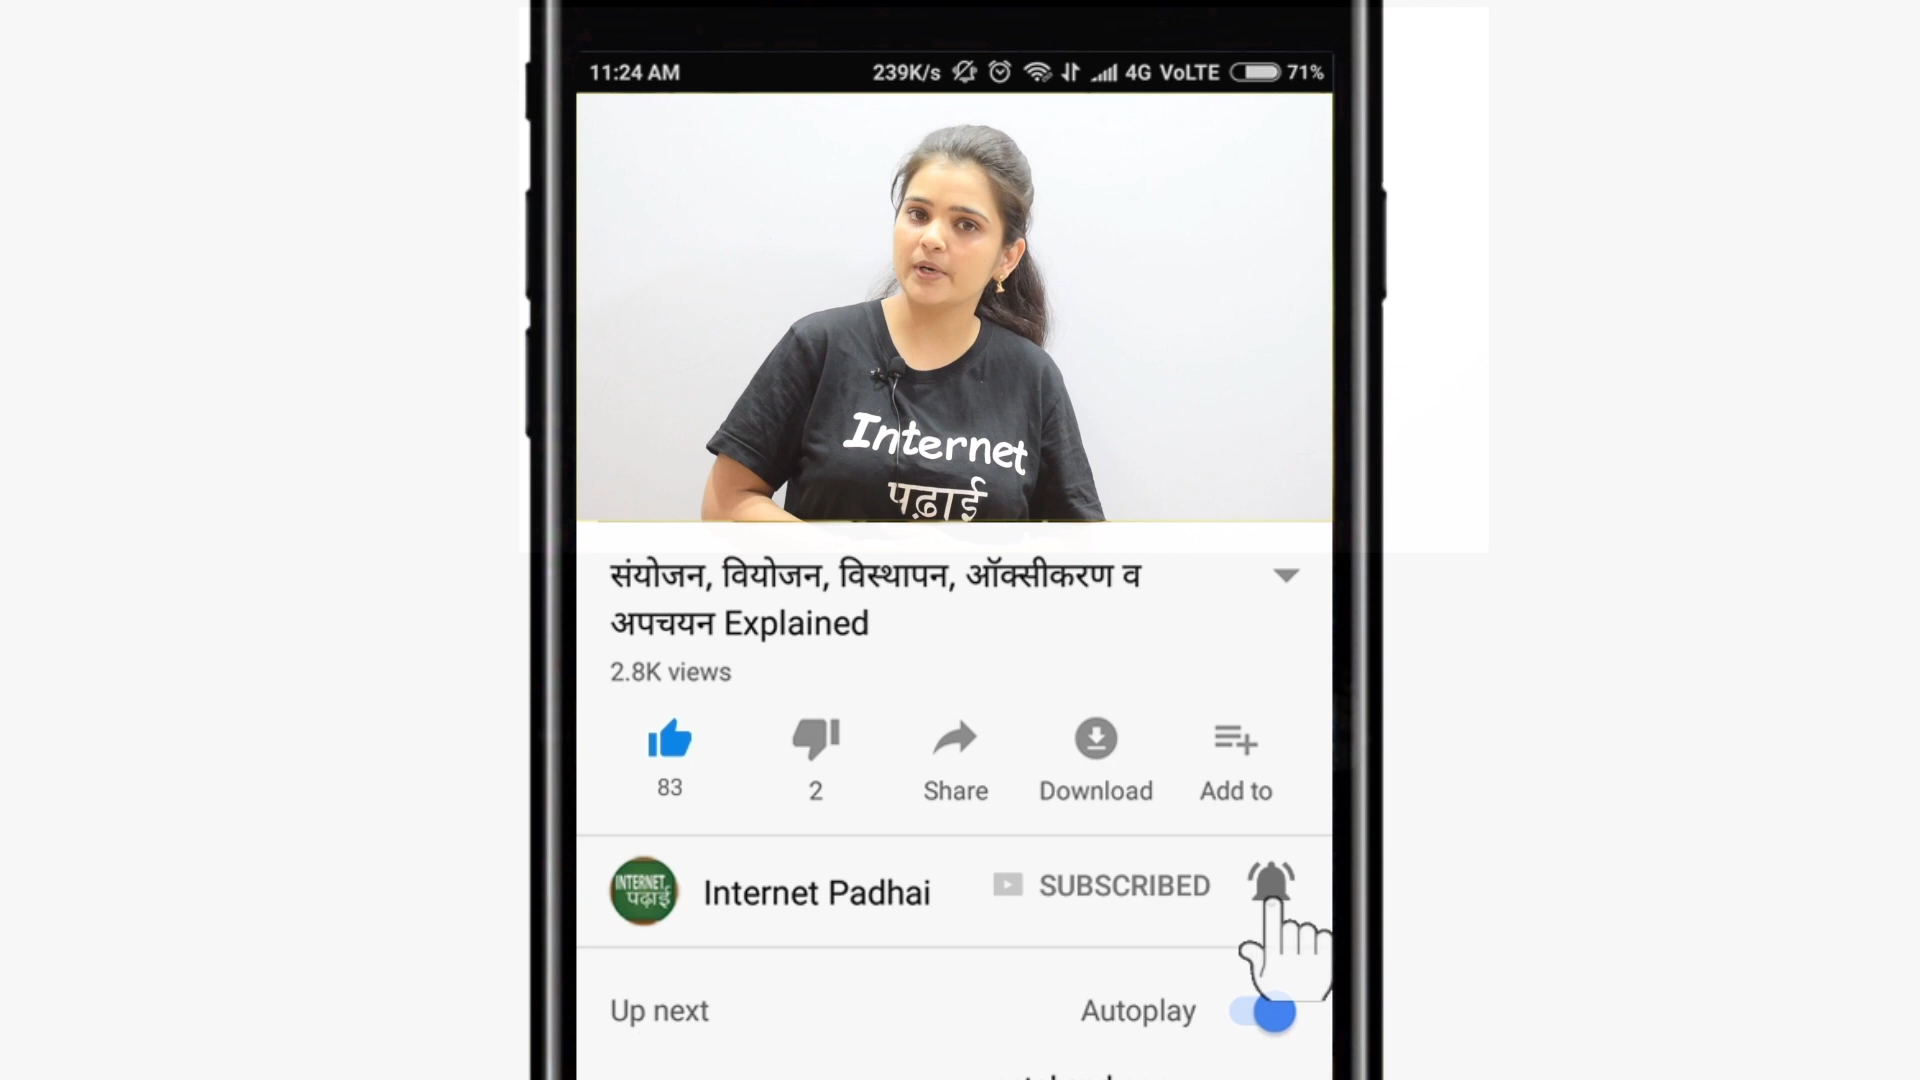 11:24 AM 239K/s 4G VoLTE 71%
Internet
पढ़ाई
संयोजन, वियोजन, विस्थापन, ऑक्सीकरण व
अपचयन Explained
2.8K views
83 2 Share Download Add to
INTERNET
पढ़ाई
Internet Padhai SUBSCRIBED
Up next Autoplay